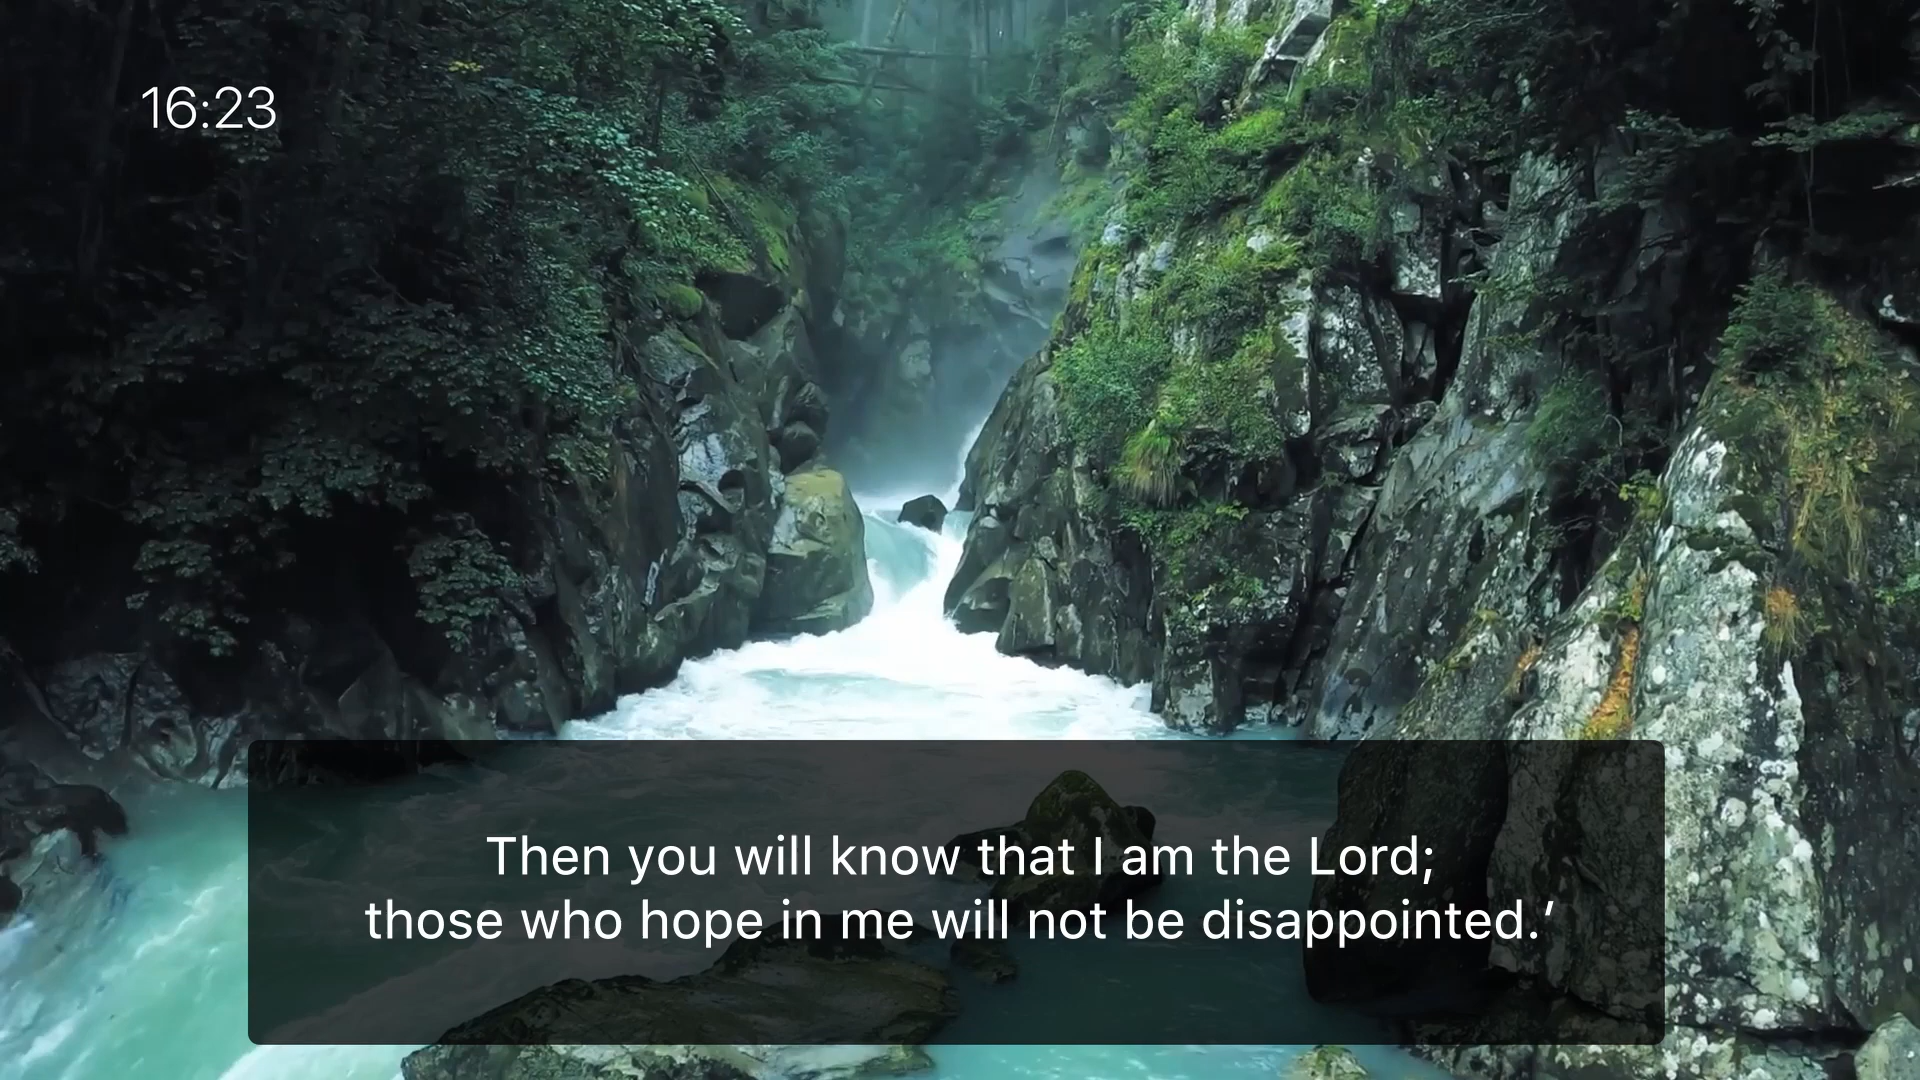 16:23
Then you will know that I am the Lord;
those who hope in me will not be disappointed.’